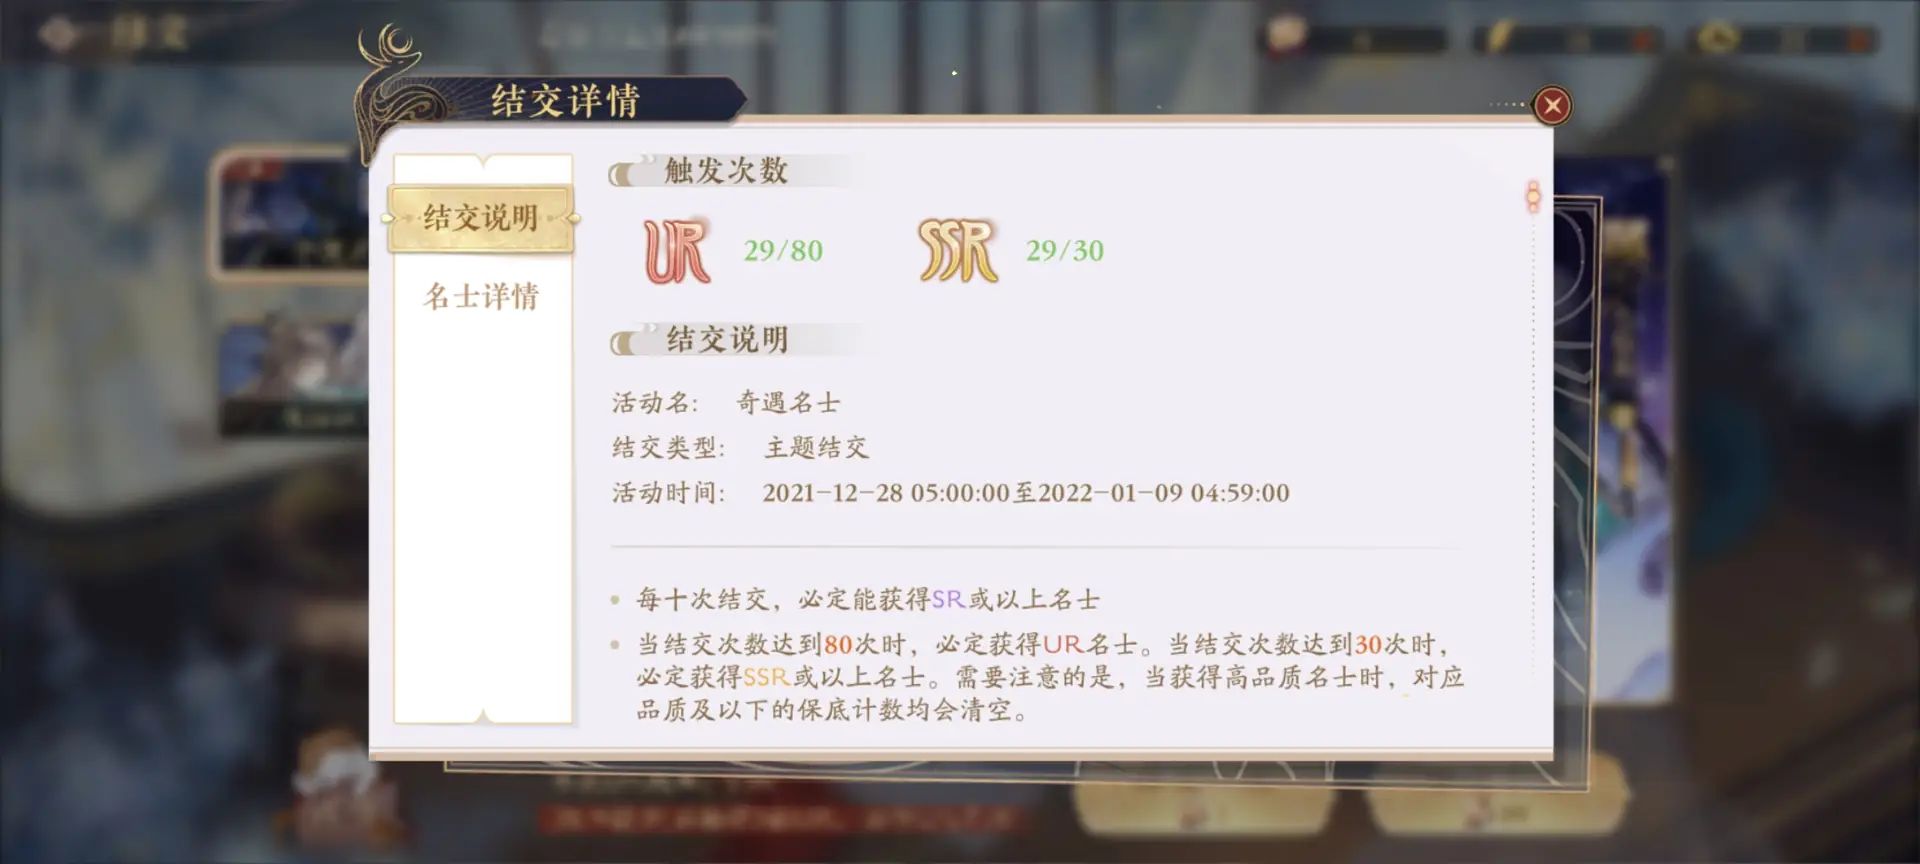 结交详情
结交说明
名士详情
触发次数
UR 29/80 SSR 29/30
结交说明
活动名: 奇遇名士
结交类型: 主题结交
活动时间: 2021-12-28 05:00:00至2022-01-09 04:59:00
每十次结交，必定能获得SR或以上名士
当结交次数达到80次时，必定获得UR名士。当结交次数达到30次时，
必定获得SSR或以上名士。需要注意的是，当获得高品质名士时，对应
品质及以下的保底计数均会清空。